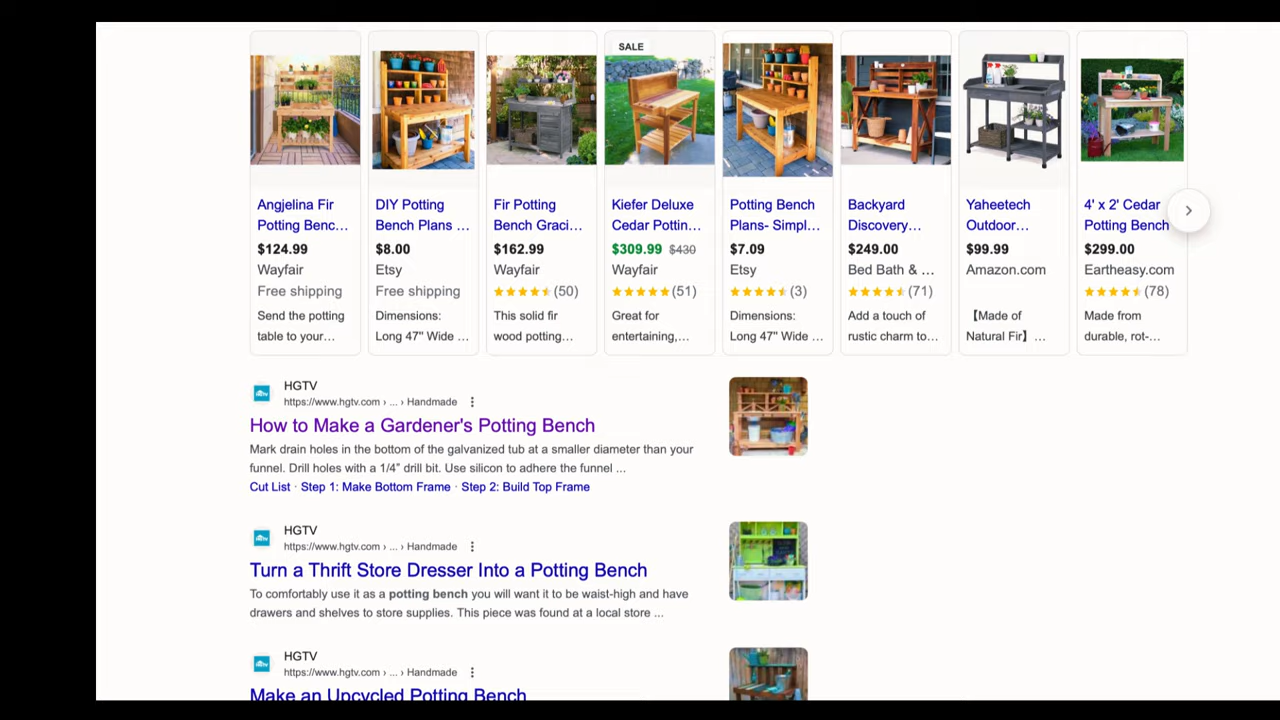 SALE
Angjelina Fir
Potting Benc...
$124.99
Wayfair
Free shipping
Send the potting
table to your...
DIY Potting
Bench Plans ...
$8.00
Etsy
Free shipping
Dimensions:
Long 47" Wide ...
Fir Potting
Bench Graci...
$162.99
Wayfair
(50)
This solid fir
wood potting...
Kiefer Deluxe
Cedar Pottin...
$309.99 $430
Wayfair
(51)
Great for
entertaining,...
Potting Bench
Plans- Simpl...
$7.09
Etsy
(3)
Dimensions:
Long 47" Wide ...
Backyard
Discovery...
$249.00
Bed Bath & ...
(71)
Add a touch of
rustic charm to...
Yaheetech
Outdoor...
$99.99
Amazon.com
【Made of
Natural Fir】 ...
4' x 2' Cedar
Potting Bench
$299.00
Eartheasy.com
(78)
Made from
durable, rot-...
HGTV
https://www.hgtv.com › ... › Handmade
How to Make a Gardener's Potting Bench
Mark drain holes in the bottom of the galvanized tub at a smaller diameter than your
funnel. Drill holes with a 1/4" drill bit. Use silicon to adhere the funnel ...
Cut List · Step 1: Make Bottom Frame · Step 2: Build Top Frame
HGTV
https://www.hgtv.com › ... › Handmade
Turn a Thrift Store Dresser Into a Potting Bench
To comfortably use it as a potting bench you will want it to be waist-high and have
drawers and shelves to store supplies. This piece was found at a local store ...
HGTV
https://www.hgtv.com › ... › Handmade
Make an Upcycled Potting Bench